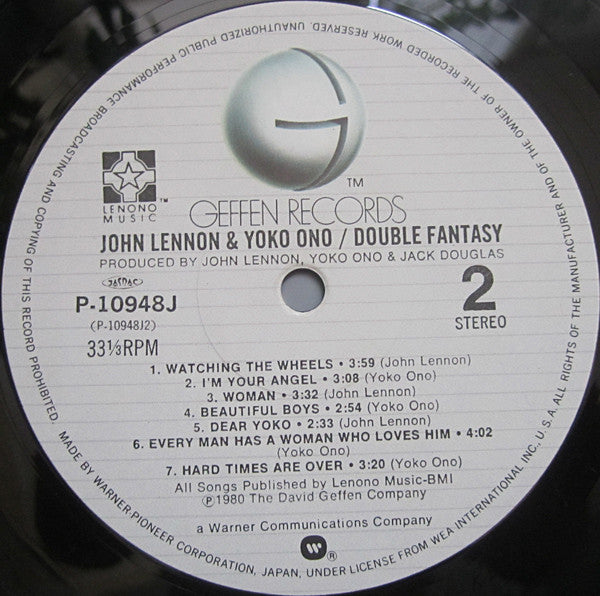 TM
LENONO
MUSIC
TM
GEFFEN RECORDS
JOHN LENNON & YOKO ONO / DOUBLE FANTASY
PRODUCED BY JOHN LENNON, YOKO ONO & JACK DOUGLAS
JASRAC
P-10948J
(P-10948J2)
33⅓RPM
2
STEREO
1. WATCHING THE WHEELS • 3:59 (John Lennon)
2. I'M YOUR ANGEL • 3:08 (Yoko Ono)
3. WOMAN • 3:32 (John Lennon)
4. BEAUTIFUL BOYS • 2:54 (Yoko Ono)
5. DEAR YOKO • 2:33 (John Lennon)
6. EVERY MAN HAS A WOMAN WHO LOVES HIM • 4:02
(Yoko Ono)
7. HARD TIMES ARE OVER • 3:20 (Yoko Ono)
All Songs Published by Lenono Music-BMI
Ⓟ1980 The David Geffen Company
a Warner Communications Company
®
MADE BY WARNER-PIONEER CORPORATION, JAPAN, UNDER LICENSE FROM WEA INTERNATIONAL INC., U.S.A. ALL RIGHTS OF THE MANUFACTURER AND OF THE OWNER OF THE RECORDED WORK RESERVED. UNAUTHORIZED PUBLIC PERFORMANCE BROADCASTING AND COPYING OF THIS RECORD PROHIBITED.